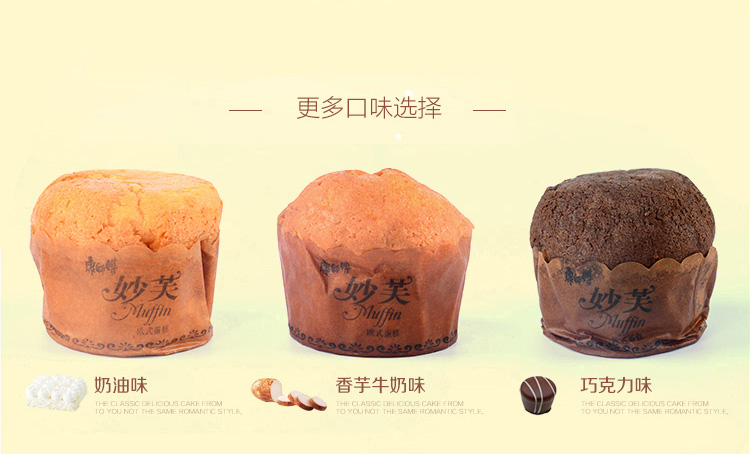 更多口味选择
康师傅
妙芙
Muffin
欧式蛋糕
康师傅
妙芙
Muffin
欧式蛋糕
康师傅
妙芙
Muffin
欧式蛋糕
奶油味
THE CLASSIC DELICIOUS CAKE FROM
TO YOU NOT THE SAME ROMANTIC STYLE,
香芋牛奶味
THE CLASSIC DELICIOUS CAKE FROM
TO YOU NOT THE SAME ROMANTIC STYLE,
巧克力味
THE CLASSIC DELICIOUS CAKE FROM
TO YOU NOT THE SAME ROMANTIC STYLE,